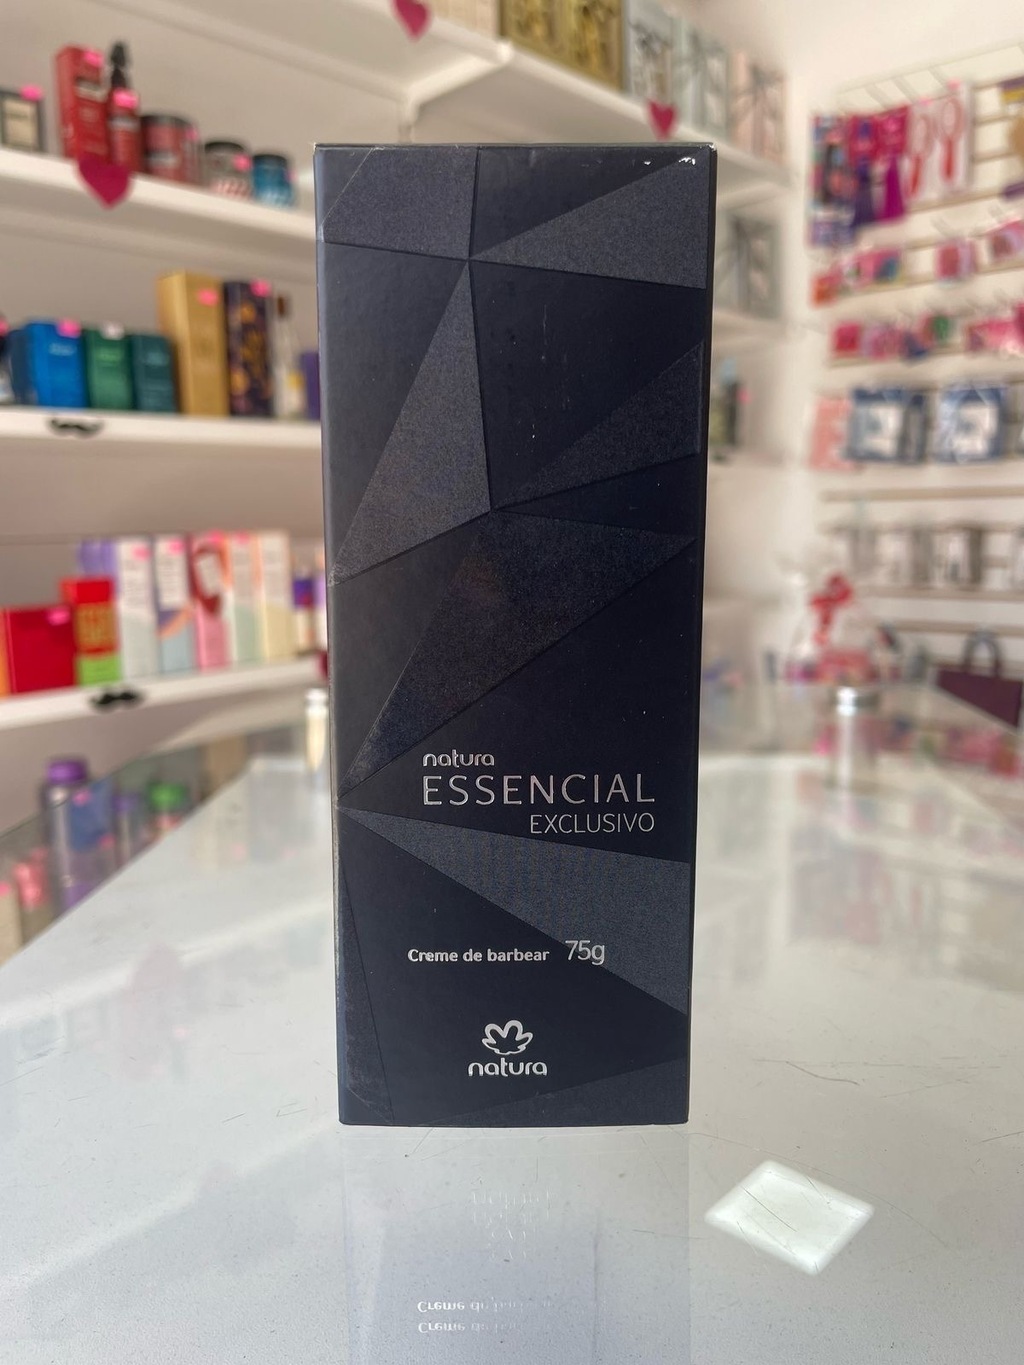 natura
ESSENCIAL
EXCLUSIVO
Creme de barbear 75g
natura